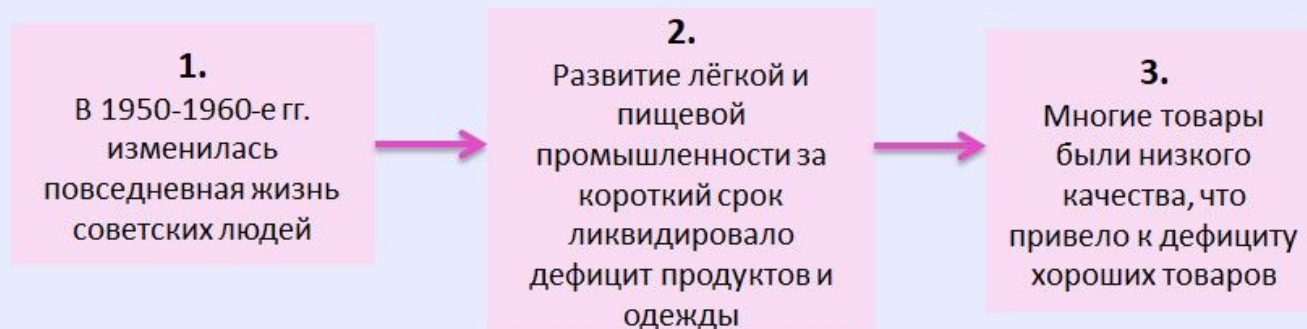 1.
В 1950-1960-е гг.
изменилась
повседневная жизнь
советских людей
2.
Развитие лёгкой и
пищевой
промышленности за
короткий срок
ликвидировало
дефицит продуктов и
одежды
3.
Многие товары
были низкого
качества, что
привело к дефициту
хороших товаров